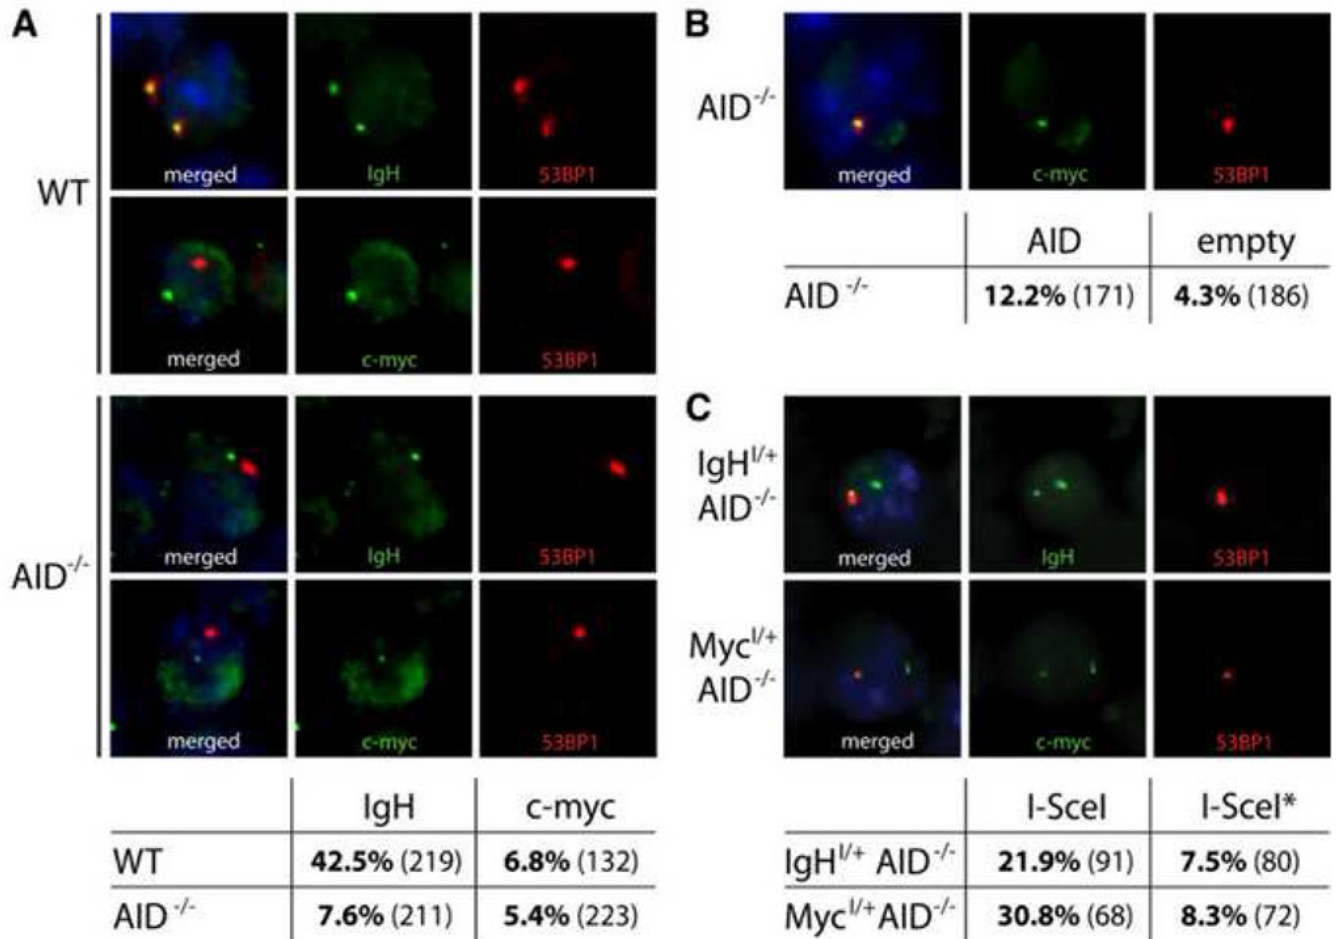 A
WT
merged IgH 53BP1
merged c-myc 53BP1
AID-/-
merged IgH 53BP1
merged c-myc 53BP1
IgH c-myc
WT 42.5% (219) 6.8% (132)
AID -/- 7.6% (211) 5.4% (223)
B
AID-/-
merged c-myc 53BP1
AID empty
AID -/- 12.2% (171) 4.3% (186)
C
IgHI/+
AID-/-
merged IgH 53BP1
MycI/+
AID-/-
merged c-myc 53BP1
I-SceI I-SceI*
IgHI/+ AID-/- 21.9% (91) 7.5% (80)
MycI/+AID-/- 30.8% (68) 8.3% (72)